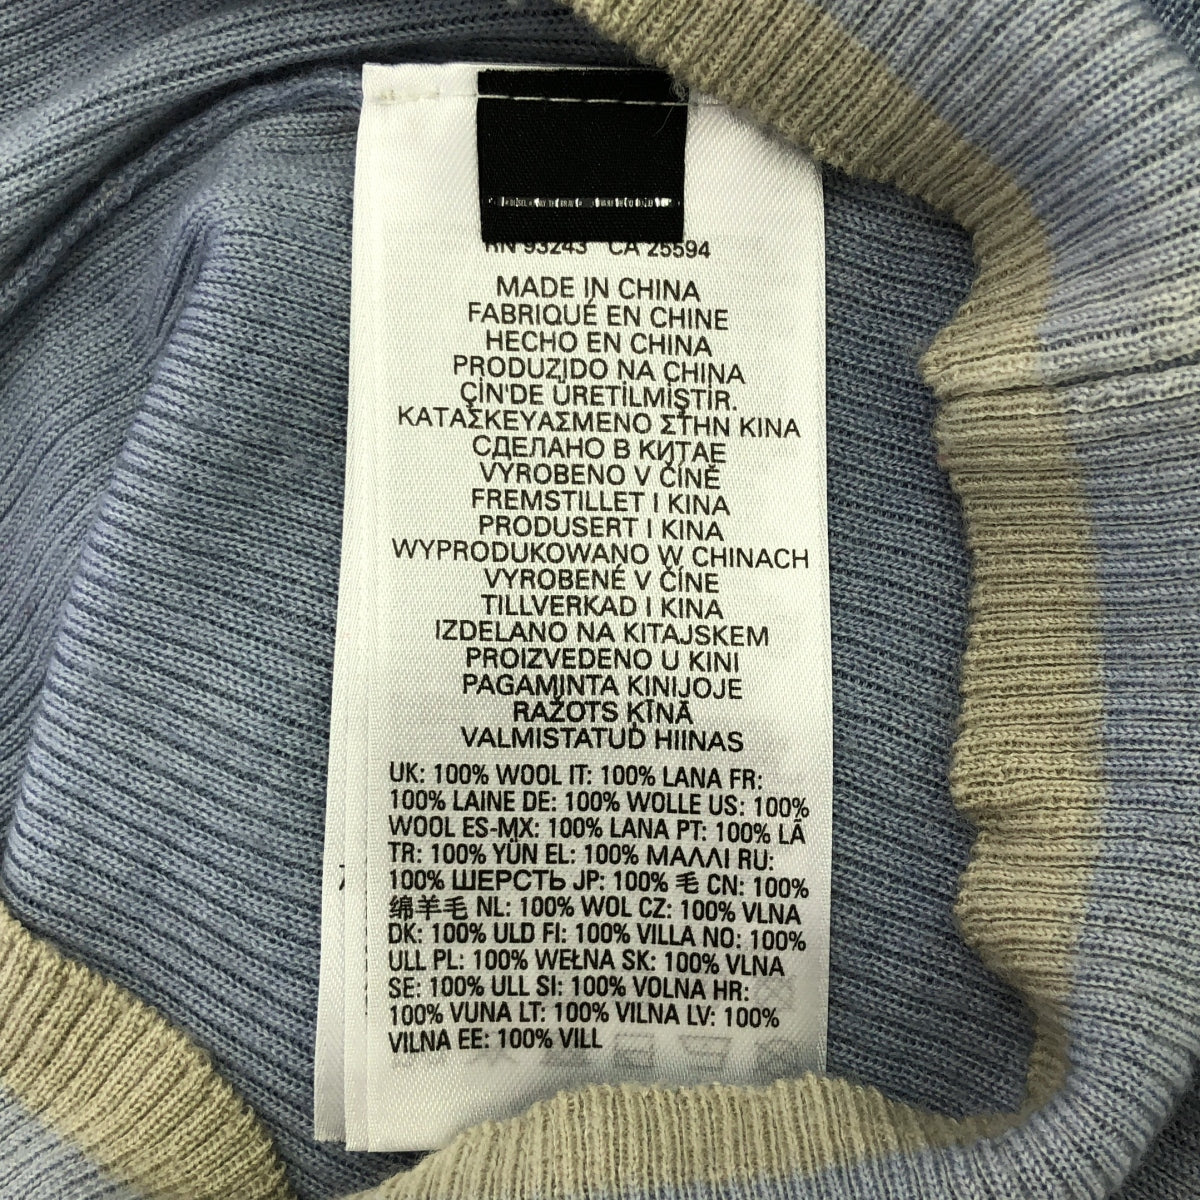 RN 93243 CA 25594
MADE IN CHINA
FABRIQUÉ EN CHINE
HECHO EN CHINA
PRODUZIDO NA CHINA
ÇİN'DE ÜRETİLMİŞTİR.
ΚΑΤΑΣΚΕΥΑΣΜΕΝΟ ΣΤΗΝ ΚΙΝΑ
СДЕЛАНО В КИТАЕ
VYROBENO V ČÍNĚ
FREMSTILLET I KINA
PRODUSERT I KINA
WYPRODUKOWANO W CHINACH
VYROBENÉ V ČÍNE
TILLVERKAD I KINA
IZDELANO NA KITAJSKEM
PROIZVEDENO U KINI
PAGAMINTA KINIJOJE
RAŽOTS ĶĪNĀ
VALMISTATUD HIINAS
UK: 100% WOOL IT: 100% LANA FR:
100% LAINE DE: 100% WOLLE US: 100%
WOOL ES-MX: 100% LANA PT: 100% LÃ
TR: 100% YÜN EL: 100% ΜΑΛΛΙ RU:
100% ШЕРСТЬ JP: 100% 毛 CN: 100%
绵羊毛 NL: 100% WOL CZ: 100% VLNA
DK: 100% ULD FI: 100% VILLA NO: 100%
ULL PL: 100% WEŁNA SK: 100% VLNA
SE: 100% ULL SI: 100% VOLNA HR:
100% VUNA LT: 100% VILNA LV: 100%
VILNA EE: 100% VILL